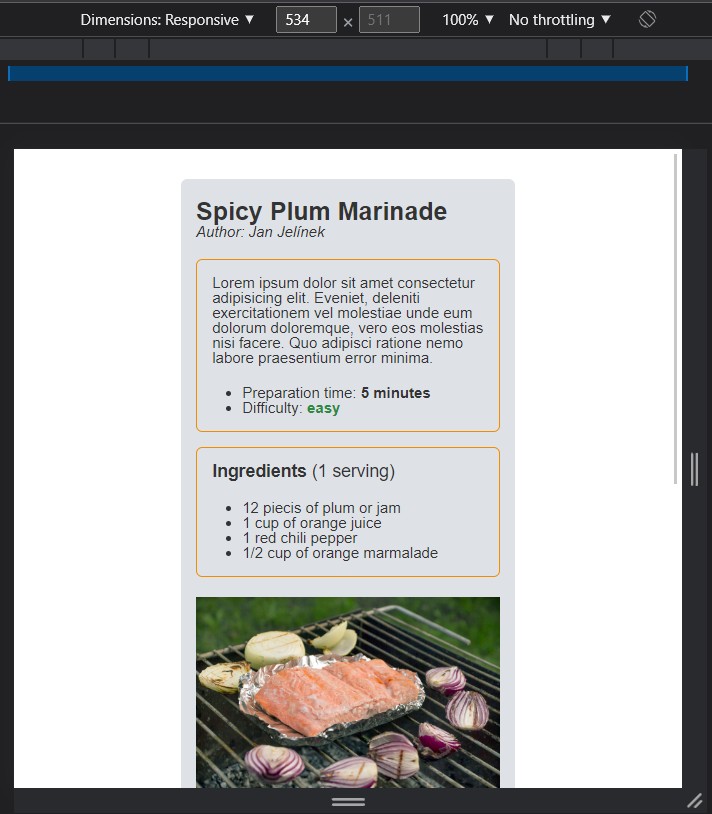 Dimensions: Responsive ▼ 534 × 511 100% ▼ No throttling ▼
Spicy Plum Marinade
Author: Jan Jelínek
Lorem ipsum dolor sit amet consectetur
adipisicing elit. Eveniet, deleniti
exercitationem vel molestiae unde eum
dolorum doloremque, vero eos molestias
nisi facere. Quo adipisci ratione nemo
labore praesentium error minima.
• Preparation time: 5 minutes
• Difficulty: easy
Ingredients (1 serving)
• 12 piecis of plum or jam
• 1 cup of orange juice
• 1 red chili pepper
• 1/2 cup of orange marmalade